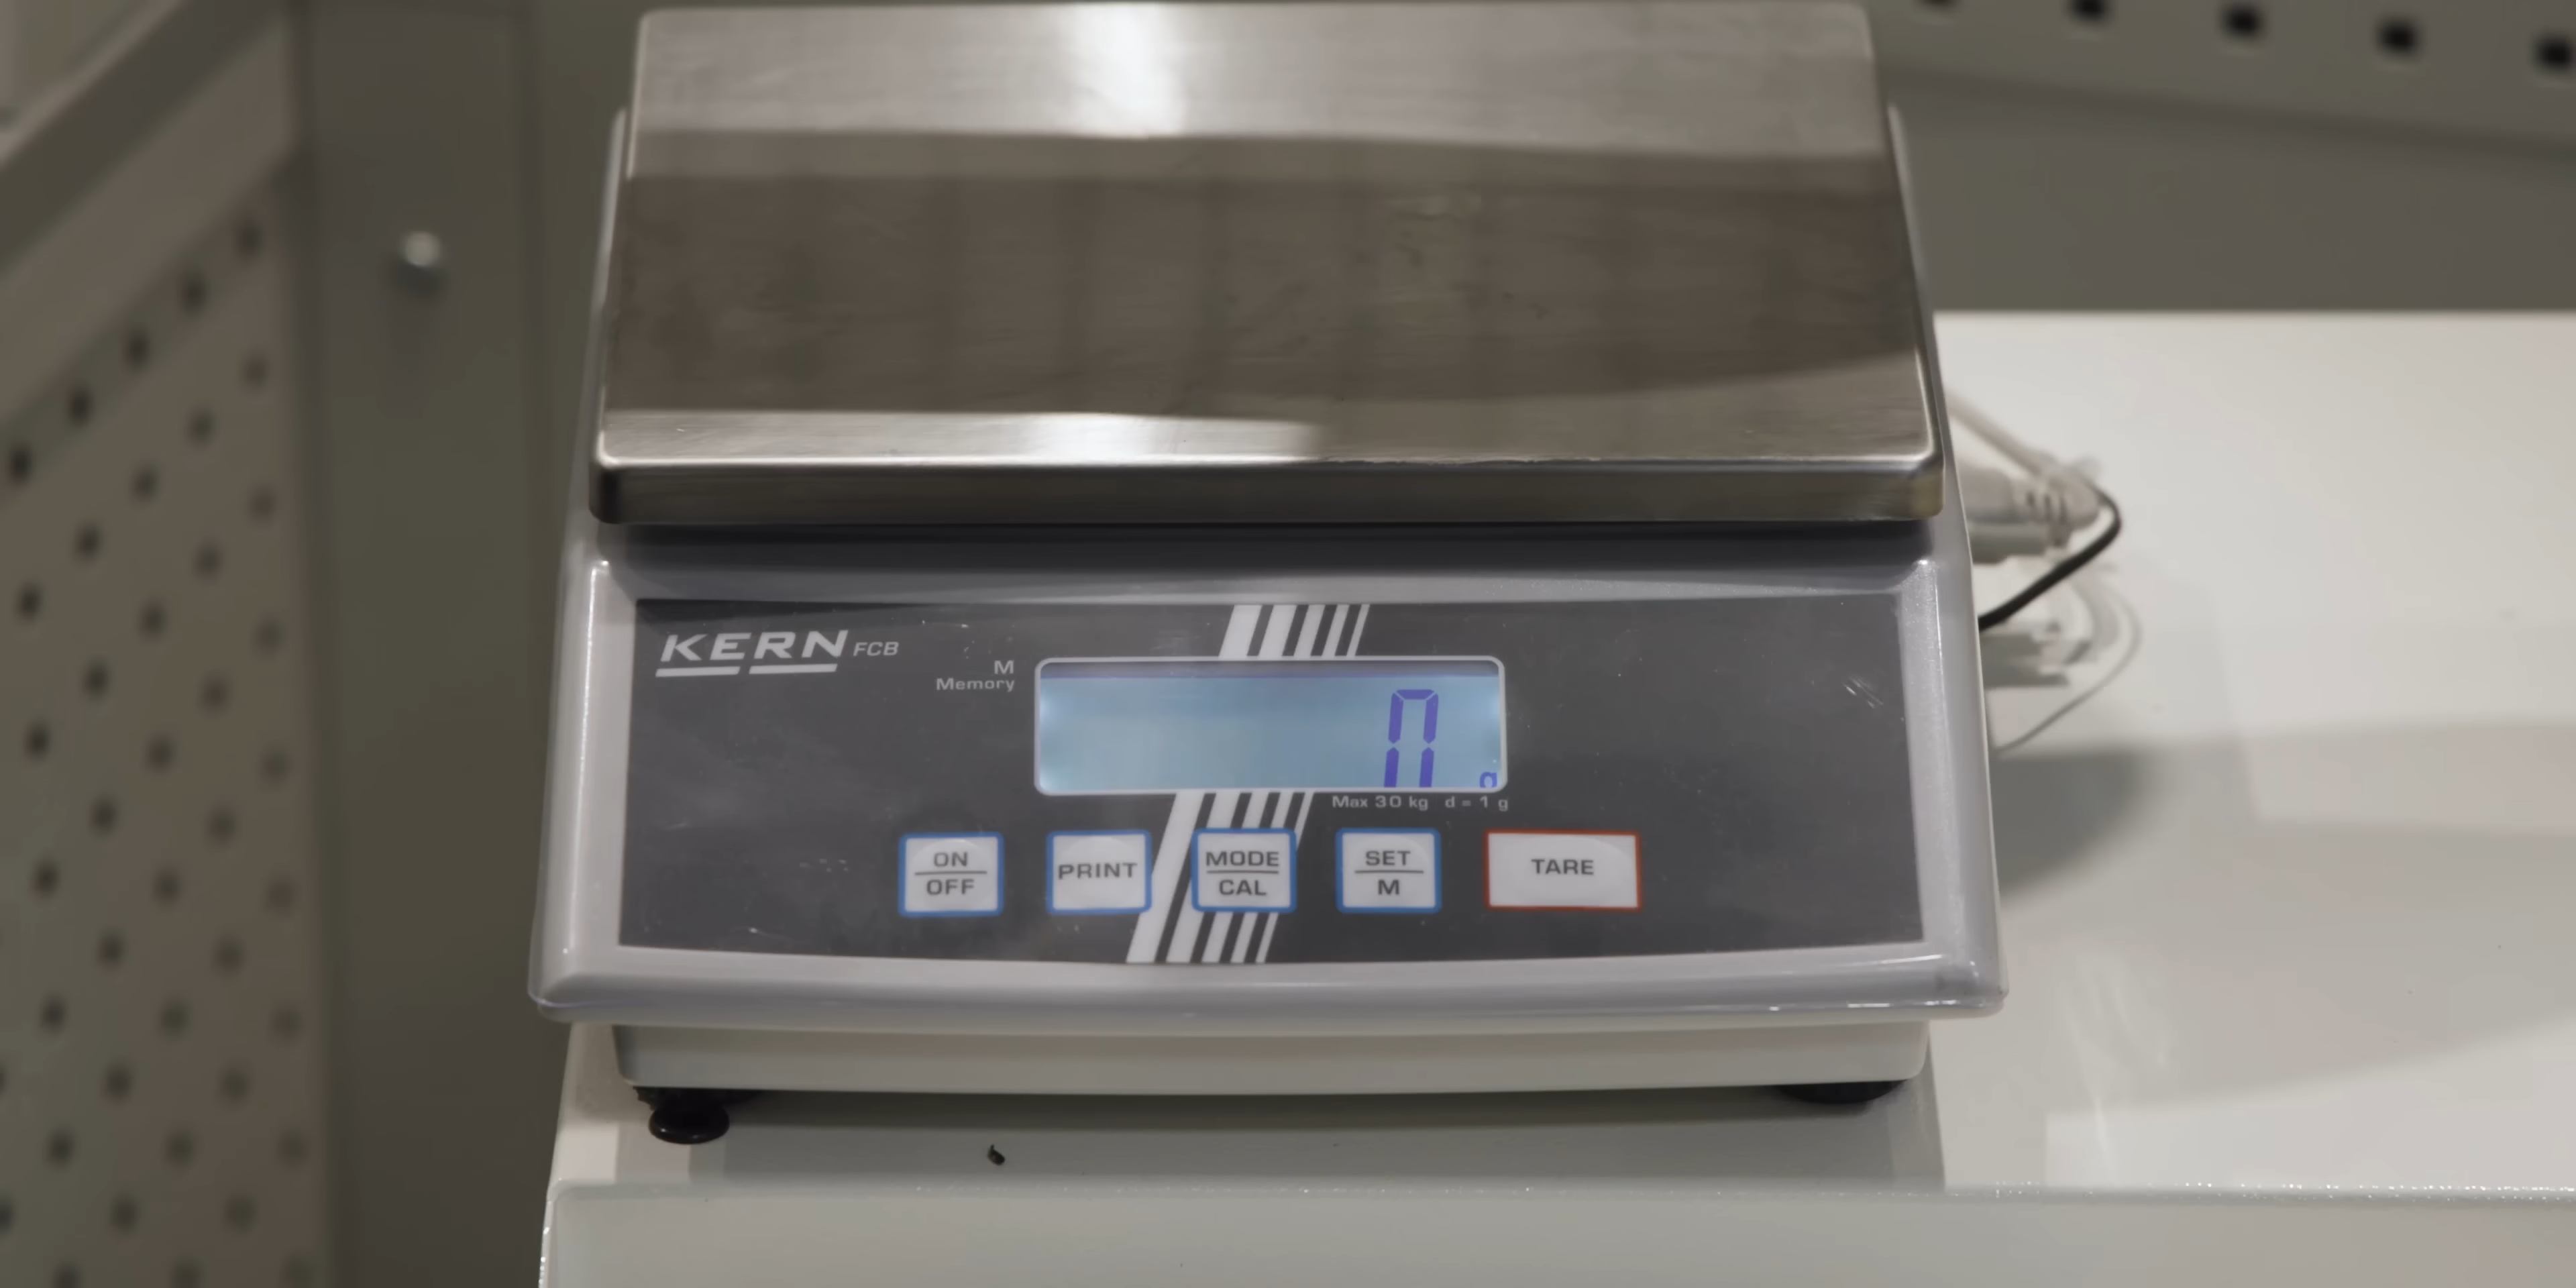 KERN FCB
M
Memory
0 g
Max 30 kg d = 1 g
ON
OFF
PRINT
MODE
CAL
SET
M
TARE